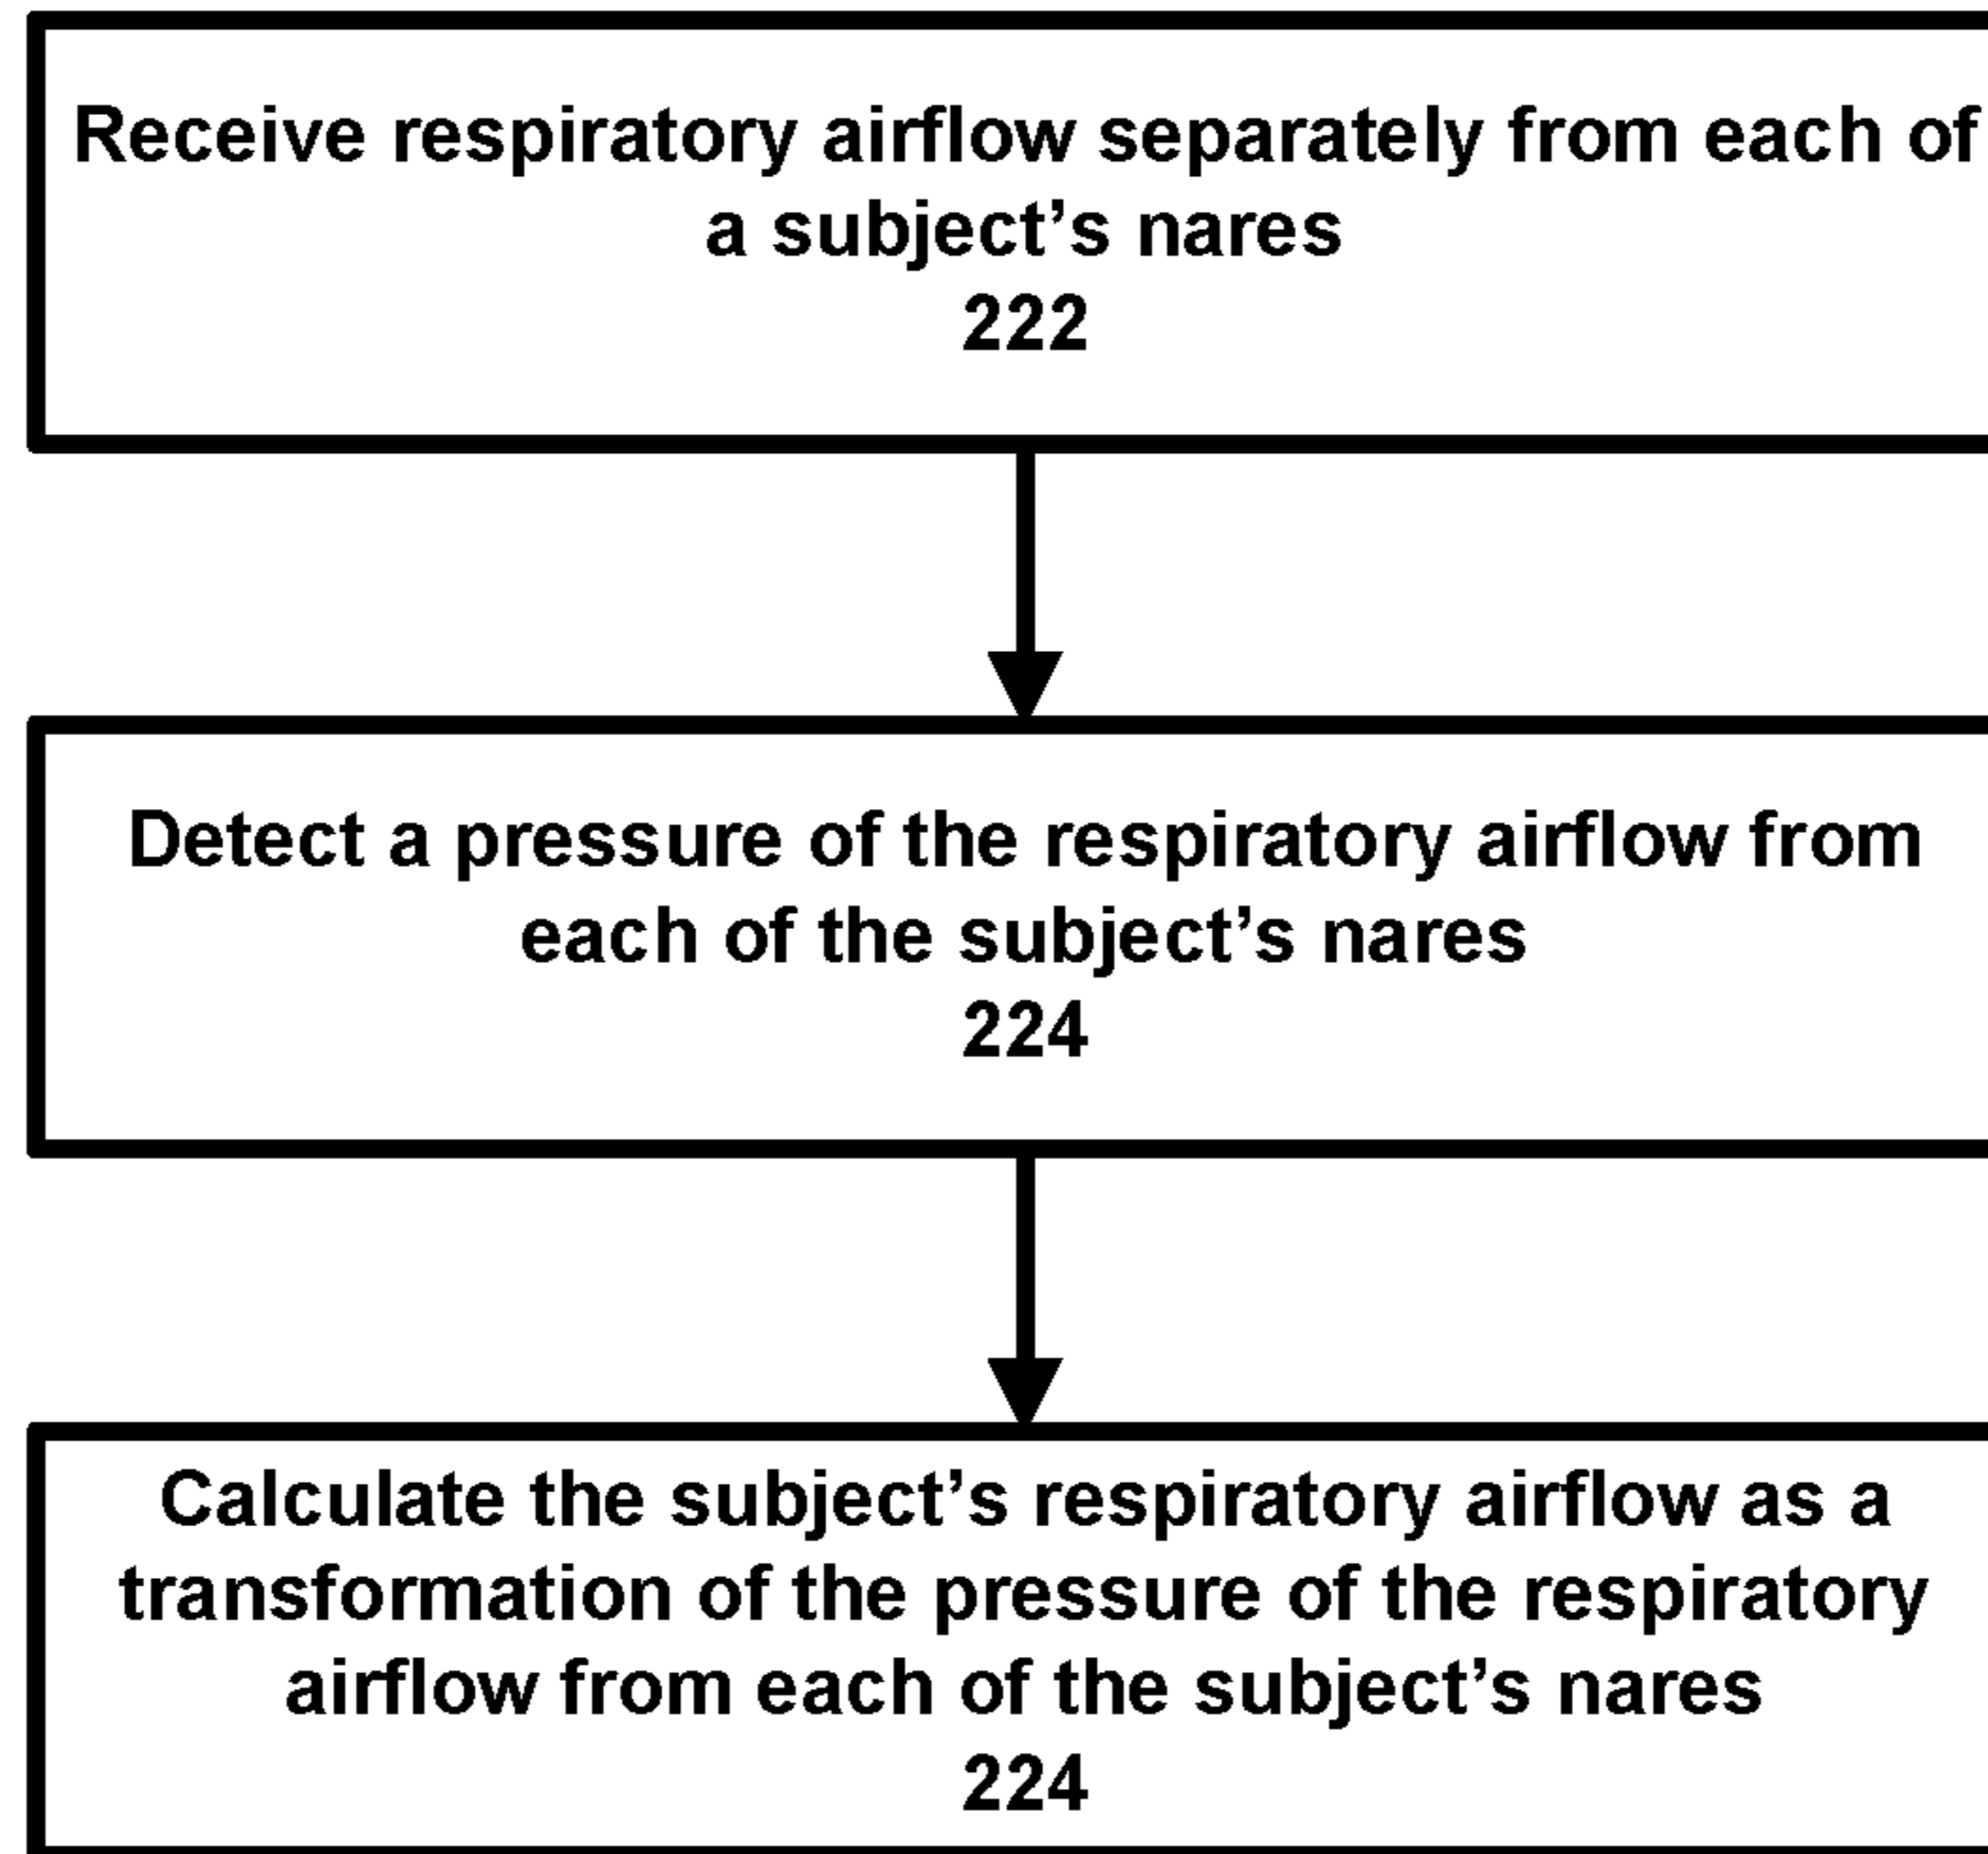 Receive respiratory airflow separately from each of
a subject’s nares
222
Detect a pressure of the respiratory airflow from
each of the subject’s nares
224
Calculate the subject’s respiratory airflow as a
transformation of the pressure of the respiratory
airflow from each of the subject’s nares
224